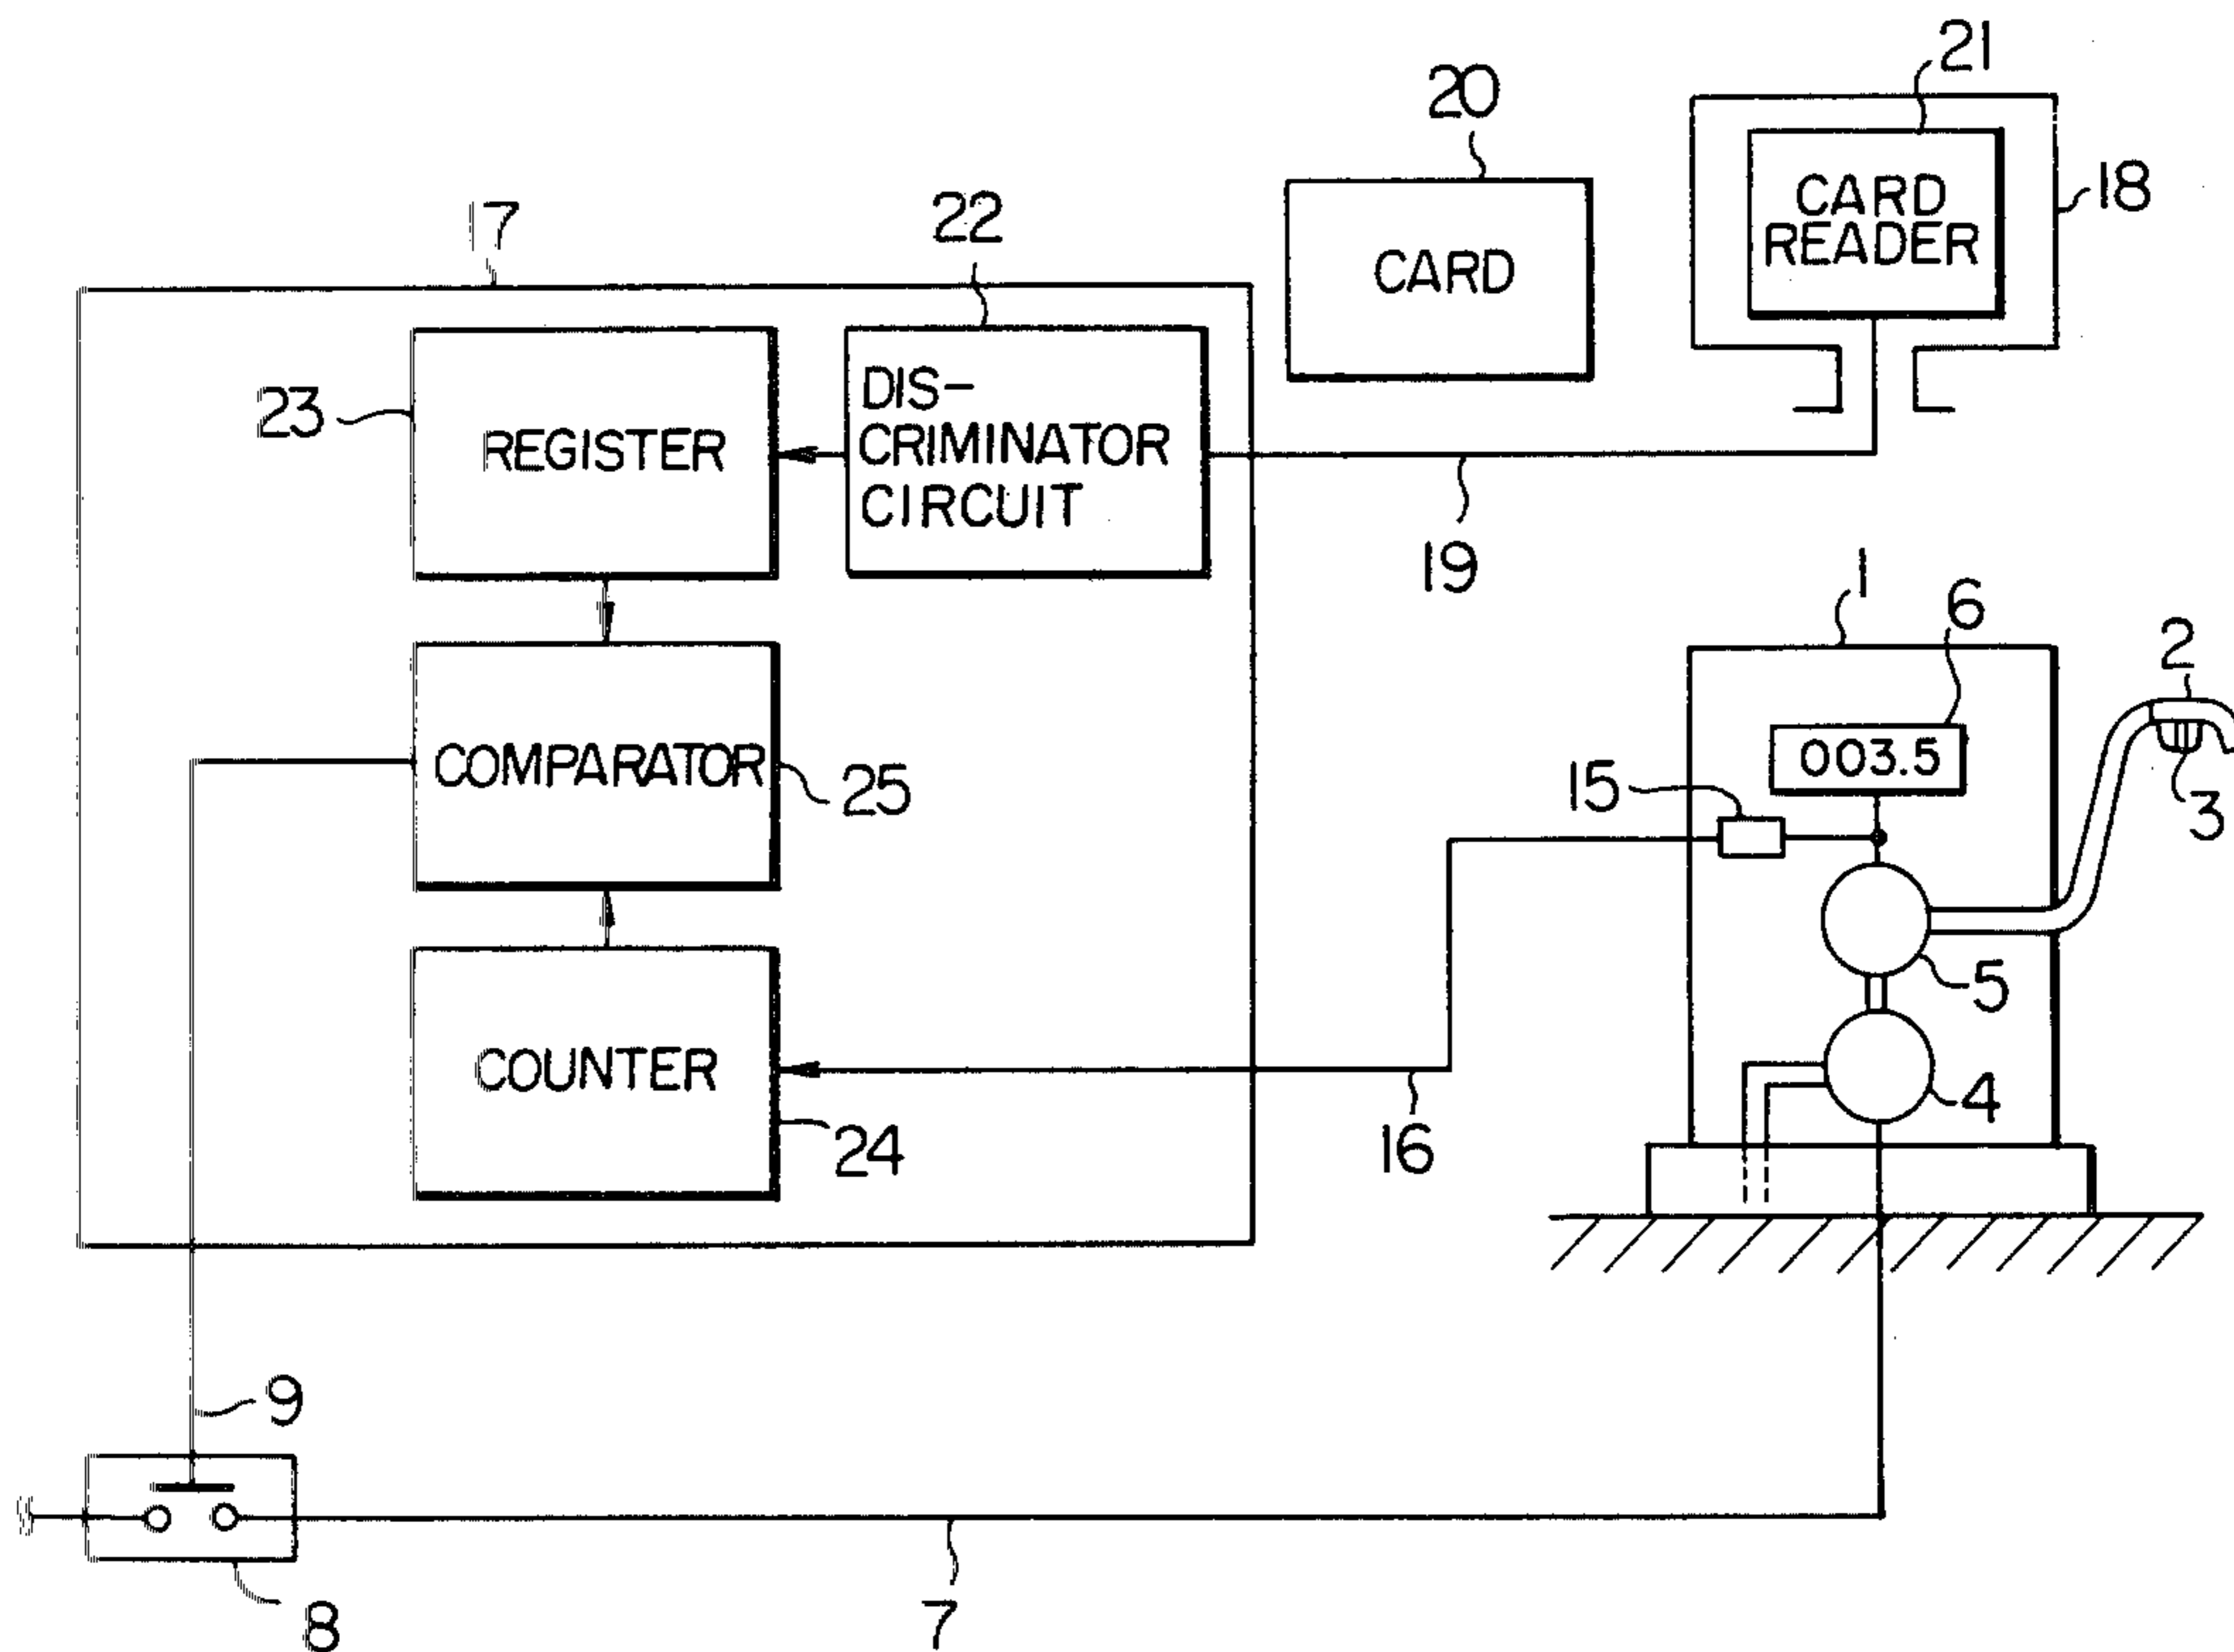 21
20
CARD
READER
18
17
22
CARD
DIS-
CRIMINATOR
CIRCUIT
23
REGISTER
19
1
6
2
003.5
3
15
COMPARATOR
25
5
COUNTER
4
24
16
9
8
7